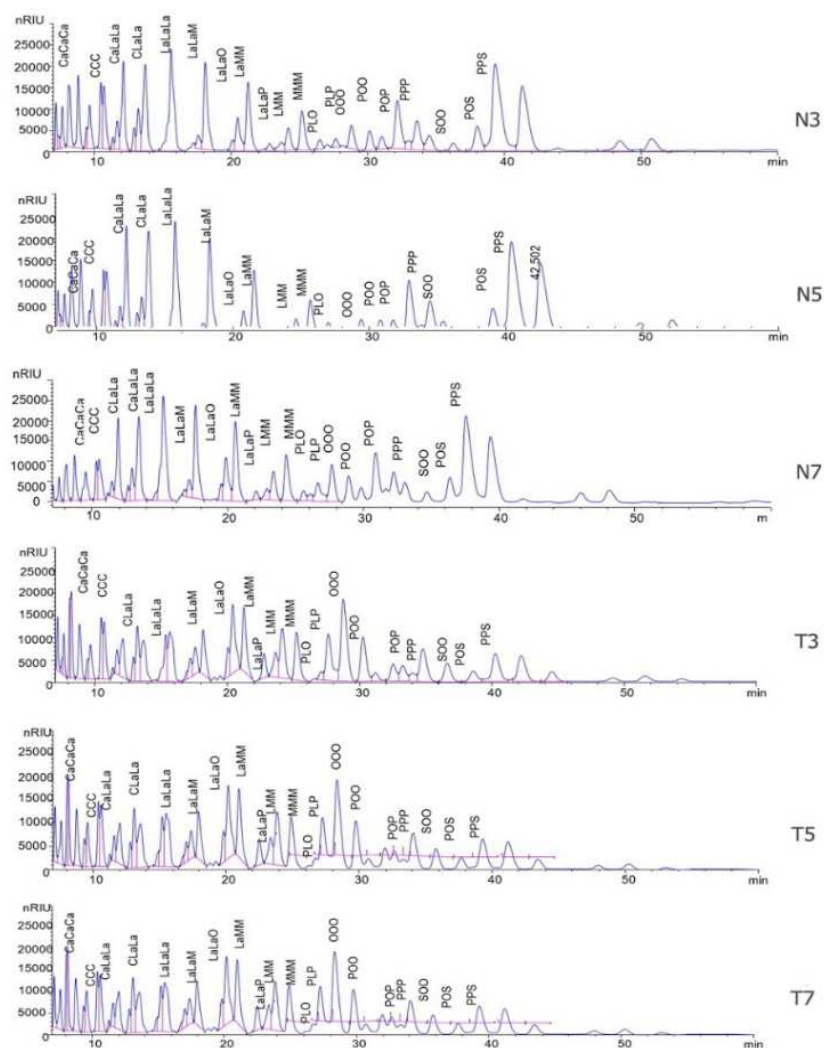 nRIU
25000
20000
15000
10000
5000
0
CaCaCa
CCC
CaLaLa
CLaLa
LaLaLa
LaLaM
LaLaO
LaMM
LaLaP
LMM
MMM
PLO
PLP
OOO
POO
POP
PPP
SOO
POS
PPS
10 20 30 40 50 min
N3
nRIU
25000
20000
15000
10000
5000
0
CaCaCa
CCC
CaLaLa
CLaLa
LaLaLa
LaLaM
LaLaO
LaMM
LMM
MMM
PLO
OOO
POO
POP
PPP
SOO
POS
PPS
42.502
10 20 30 40 50 min
N5
nRIU
25000
20000
15000
10000
5000
0
CaCaCa
CCC
CLaLa
CaLaLa
LaLaLa
LaLaM
LaLaO
LaMM
LaLaP
LMM
MMM
PLO
PLP
OOO
POO
POP
PPP
SOO
POS
PPS
10 20 30 40 50 m
N7
nRIU
25000
20000
15000
10000
5000
0
CaCaCa
CCC
CLaLa
LaLaLa
LaLaM
LaLaO
LaMM
LaLaP
LMM
MMM
PLO
PLP
OOO
POO
POP
PPP
SOO
POS
PPS
10 20 30 40 50 min
T3
nRIU
25000
20000
15000
10000
5000
0
CaCaCa
CCC
CaLaLa
CLaLa
LaLaLa
LaLaM
LaLaO
LaMM
LaLaP
LMM
MMM
PLO
PLP
OOO
POO
POP
PPP
SOO
POS
PPS
10 20 30 40 50 min
T5
nRIU
25000
20000
15000
10000
5000
0
CaCaCa
CCC
CaLaLa
CLaLa
LaLaLa
LaLaM
LaLaO
LaMM
LaLaP
LMM
MMM
PLO
PLP
OOO
POO
POP
PPP
SOO
POS
PPS
10 20 30 40 50 min
T7